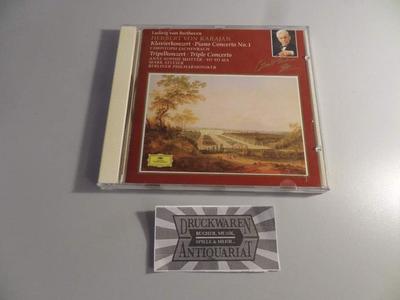 Ludwig van Beethoven
HERBERT VON KARAJAN
Klavierkonzert · Piano Concerto No. 1
CHRISTOPH ESCHENBACH
Tripelkonzert · Triple Concerto
ANNE-SOPHIE MUTTER · YO-YO MA
MARK ZELTSER
BERLINER PHILHARMONIKER
DRUCKWAREN
BÜCHER, MUSIK,
SPIELE & MEHR...
ANTIQUARIAT